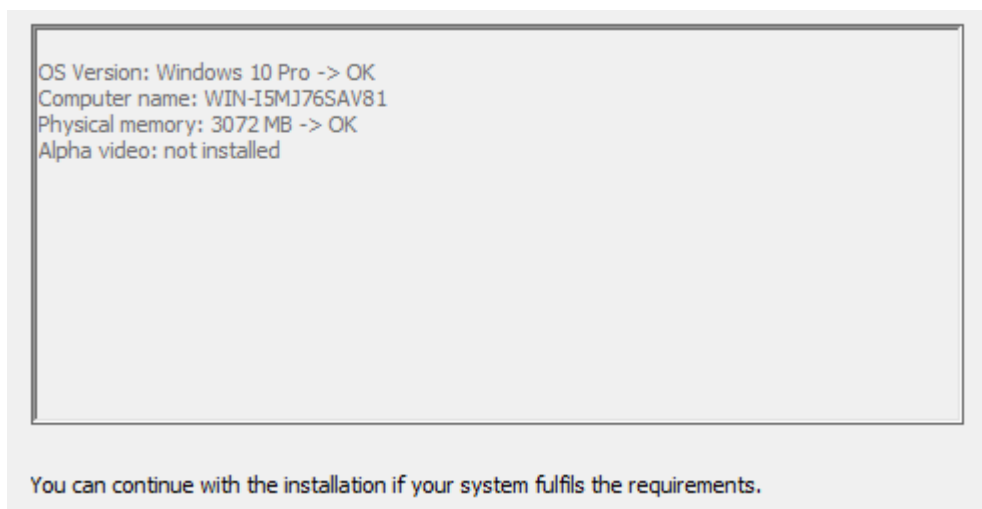 OS Version: Windows 10 Pro -> OK
Computer name: WIN-I5MJ76SAV81
Physical memory: 3072 MB -> OK
Alpha video: not installed
You can continue with the installation if your system fulfils the requirements.